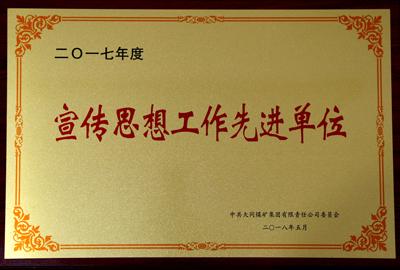 二〇一七年度
宣传思想工作先进单位
中共大同煤矿集团有限责任公司委员会
二〇一八年五月